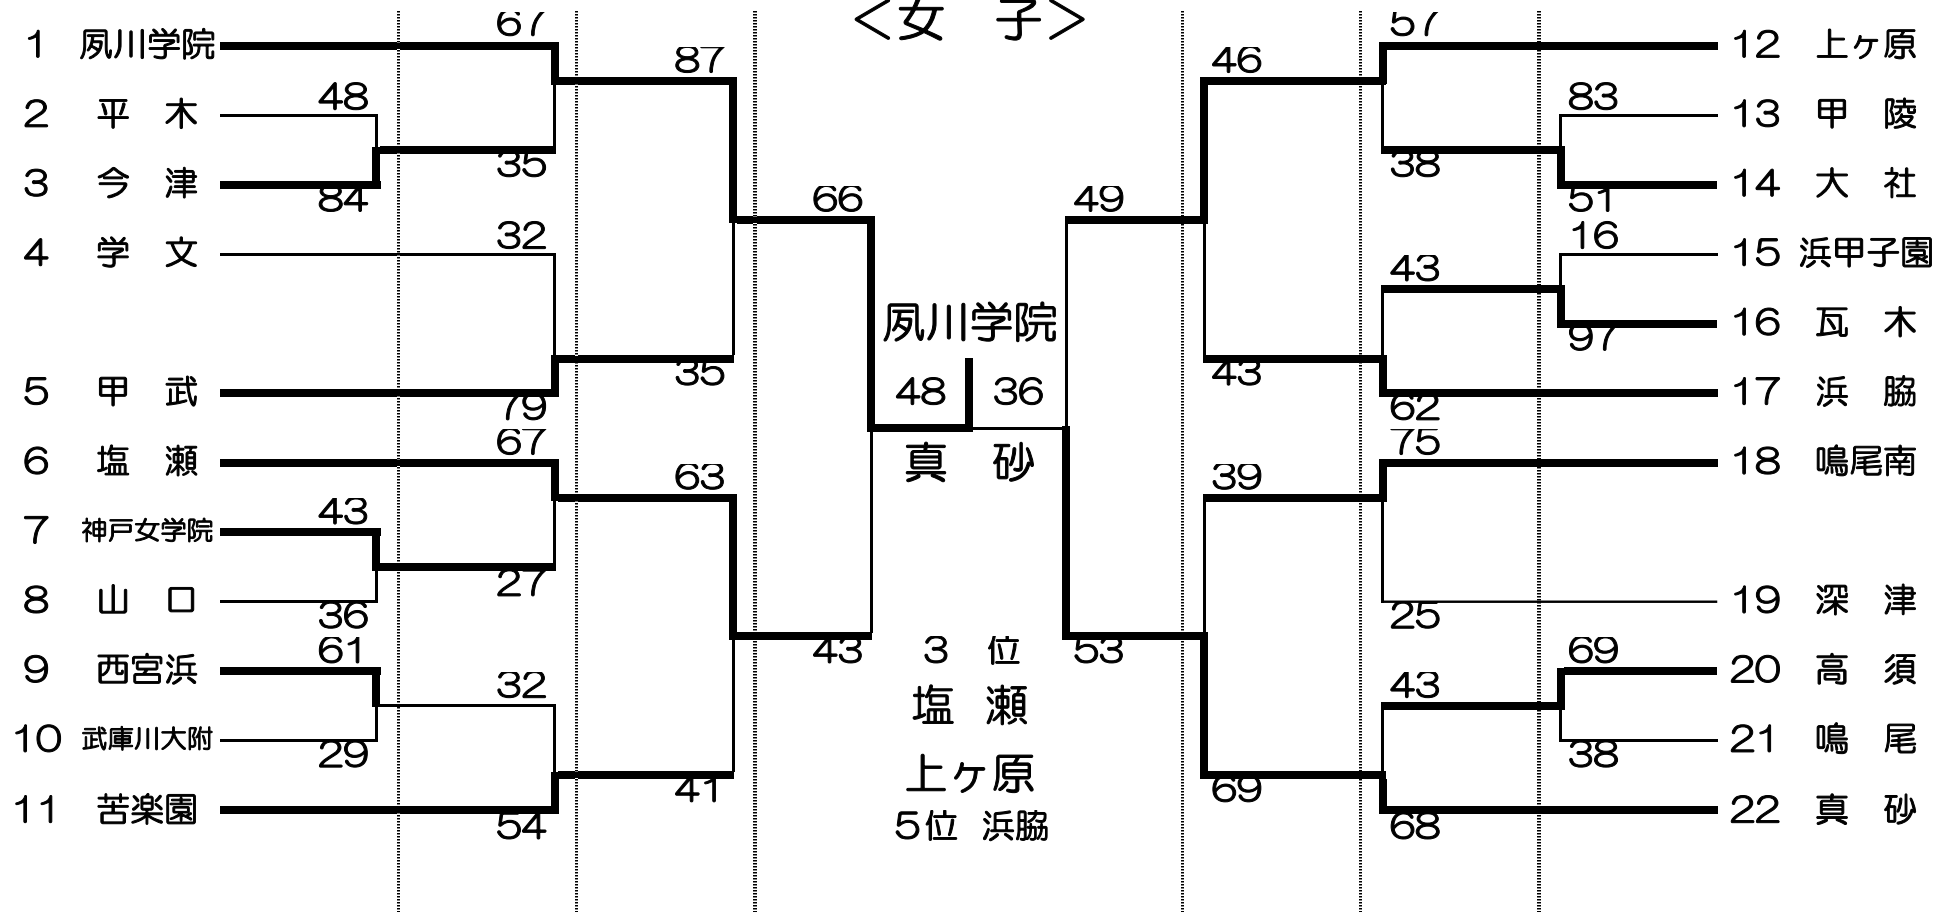 <女 子>
67
57
1 夙川学院
87
46
12 上ヶ原
48
83
2 平 木
13 甲 陵
35
38
3 今 津
14 大 社
84
66
49
51
32
16
4 学 文
15 浜甲子園
43
夙川学院
16 瓦 木
97
35
43
5 甲 武
48 36
17 浜 脇
79
62
67
75
6 塩 瀬
真 砂
18 鳴尾南
63
39
43
7 神戸女学院
27
8 山 口
19 深 津
36
25
61
43
3 位
53
69
9 西宮浜
20 高 須
32
塩 瀬
43
10 武庫川大附
21 鳴 尾
29
38
上ヶ原
41
69
11 苦楽園
22 真 砂
54
5位 浜脇
68